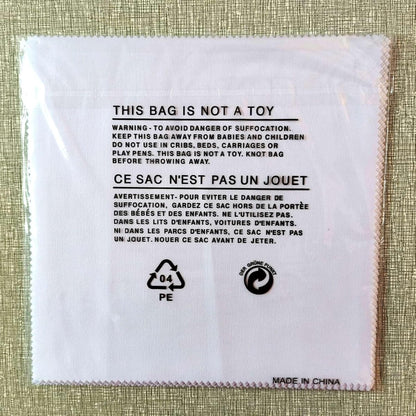 THIS BAG IS NOT A TOY
WARNING - TO AVOID DANGER OF SUFFOCATION.
KEEP THIS BAG AWAY FROM BABIES AND CHILDREN
DO NOT USE IN CRIBS, BEDS, CARRIAGES OR
PLAY PENS. THIS BAG IS NOT A TOY. KNOT BAG
BEFORE THROWING AWAY.
CE SAC N'EST PAS UN JOUET
AVERTISSEMENT- POUR EVITER LE DANGER DE
SUFFOCATION, GARDEZ CE SAC HORS DE LA PORTÉE
DES BÉBÉS ET DES ENFANTS. NE L'UTILISEZ PAS.
DANS LES LITS D'ENFANTS, VOITURES D'ENFANTS.
NI DANS LES PARCS D'ENFANTS, CE SAC N'EST PAS
UN JOUET. NOUER CE SAC AVANT DE JETER.
04
PE
DER GRÜNE PUNKT
MADE IN CHINA